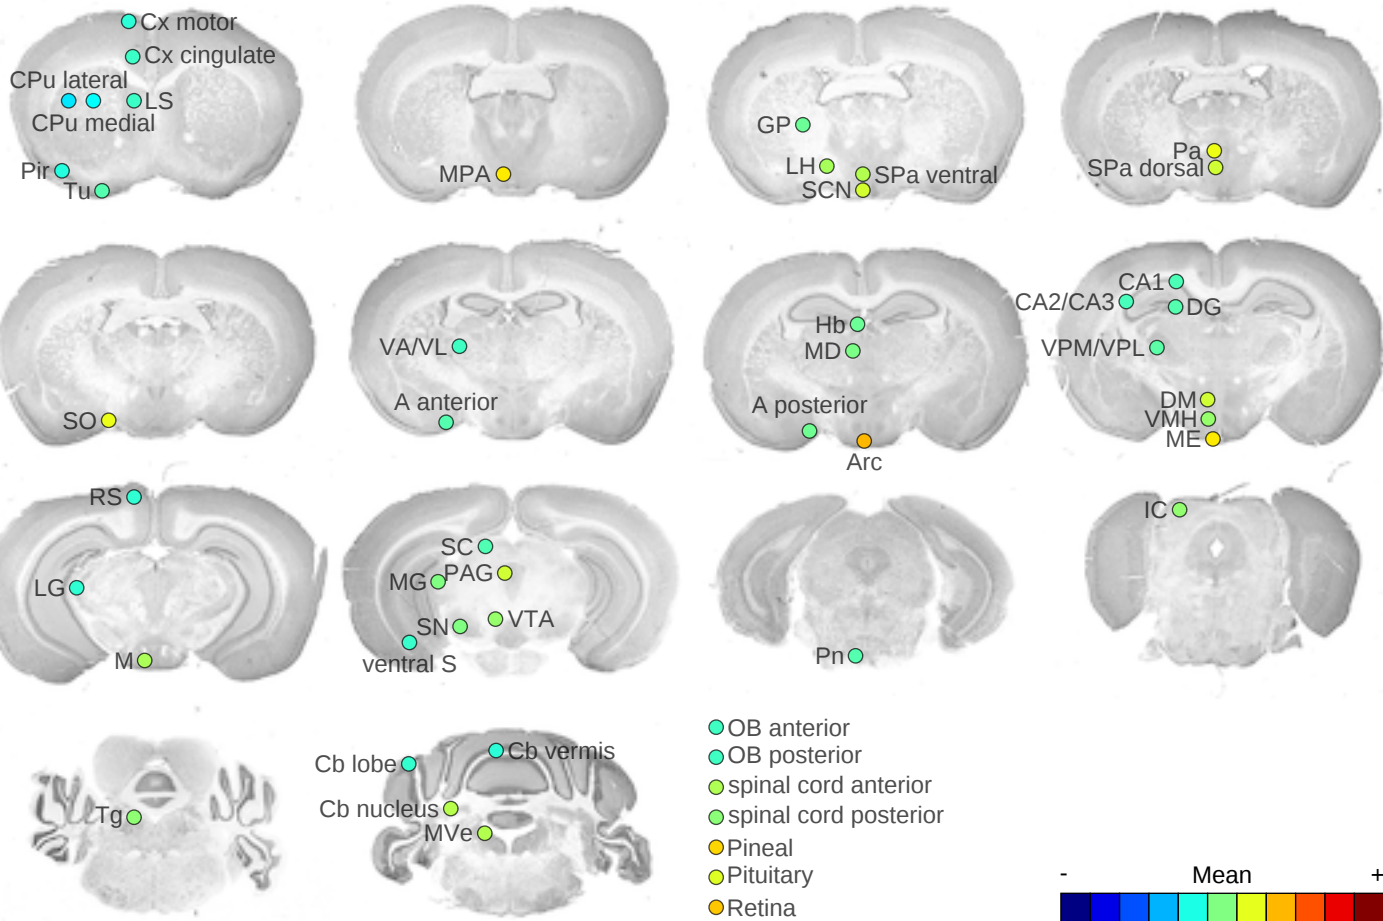 Cx motor
Cx cingulate
CPu lateral
LS
CPu medial
Pir
Tu
MPA
GP
LH
SPa ventral
SCN
Pa
SPa dorsal
SO
VA/VL
A anterior
Hb
MD
A posterior
Arc
CA1
CA2/CA3
DG
VPM/VPL
DM
VMH
ME
RS
LG
M
SC
PAG
MG
VTA
SN
ventral S
Pn
IC
Tg
Cb vermis
Cb lobe
Cb nucleus
MVe
OB anterior
OB posterior
spinal cord anterior
spinal cord posterior
Pineal
Pituitary
Retina
- Mean +